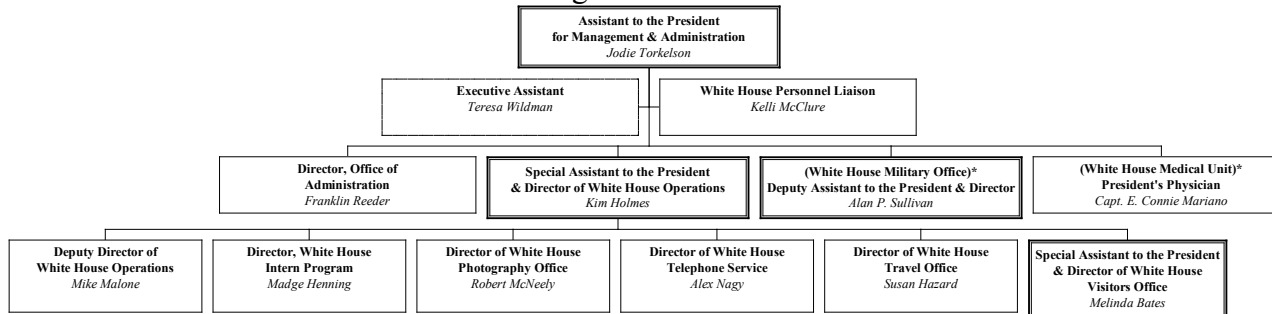 Assistant to the President
for Management & Administration
Jodie Torkelson
Executive Assistant
Teresa Wildman
White House Personnel Liaison
Kelli McClure
Director, Office of
Administration
Franklin Reeder
Special Assistant to the President
& Director of White House Operations
Kim Holmes
(White House Military Office)*
Deputy Assistant to the President & Director
Alan P. Sullivan
(White House Medical Unit)*
President's Physician
Capt. E. Connie Mariano
Deputy Director of
White House Operations
Mike Malone
Director, White House
Intern Program
Madge Henning
Director of White House
Photography Office
Robert McNeely
Director of White House
Telephone Service
Alex Nagy
Director of White House
Travel Office
Susan Hazard
Special Assistant to the President
& Director of White House
Visitors Office
Melinda Bates